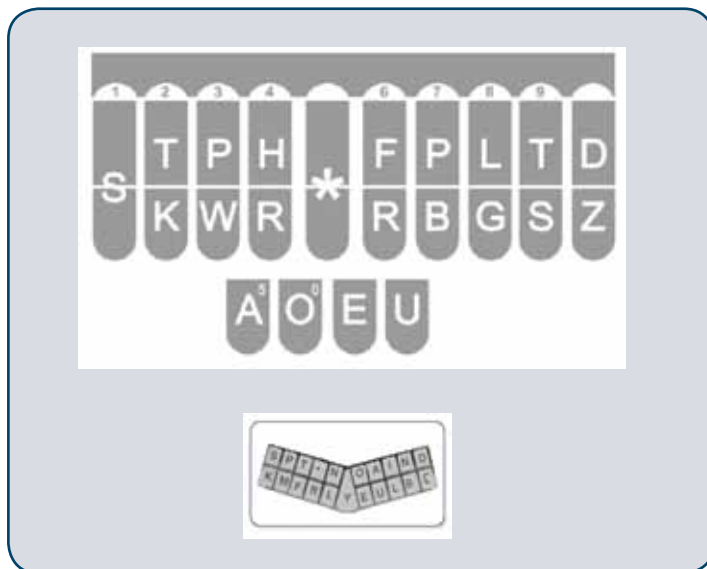 1 2 3 4 6 7 8 9
T P H F P L T D
S *
K W R R B G S Z
5 0
A O E U
S P T N O A I N D
K M F R L Y E U L B